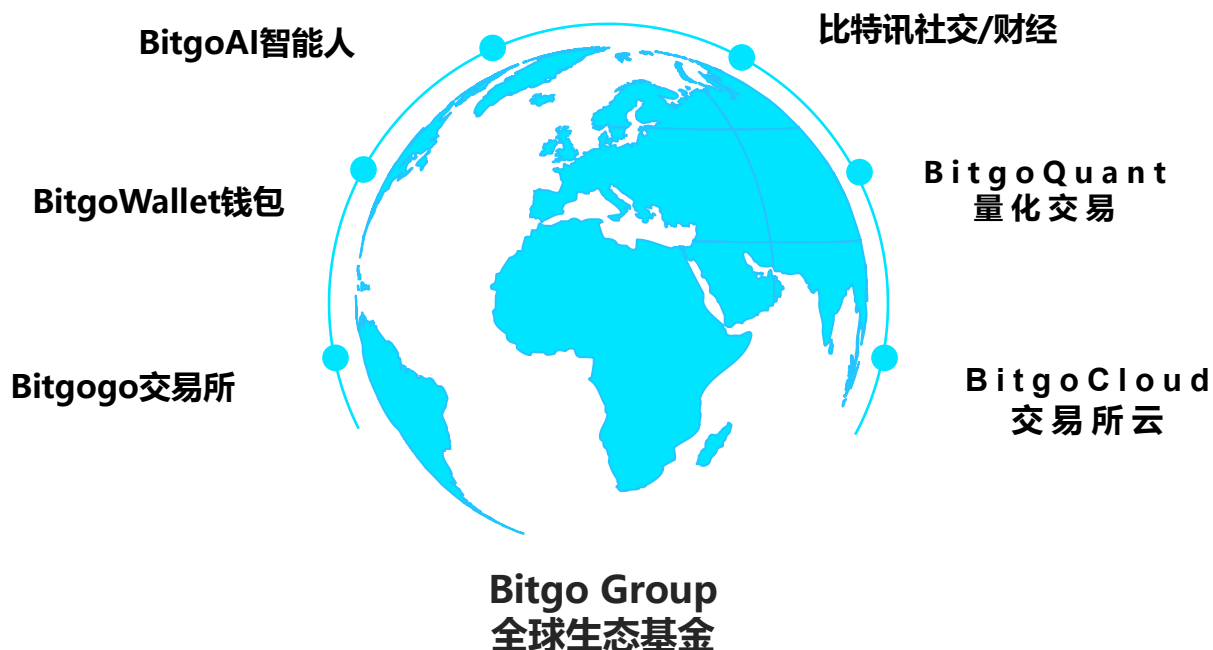 BitgoAI智能人
比特讯社交/财经
BitgoWallet钱包
BitgoQuant
量化交易
Bitgogo交易所
BitgoCloud
交易所云
Bitgo Group
全球生态基金